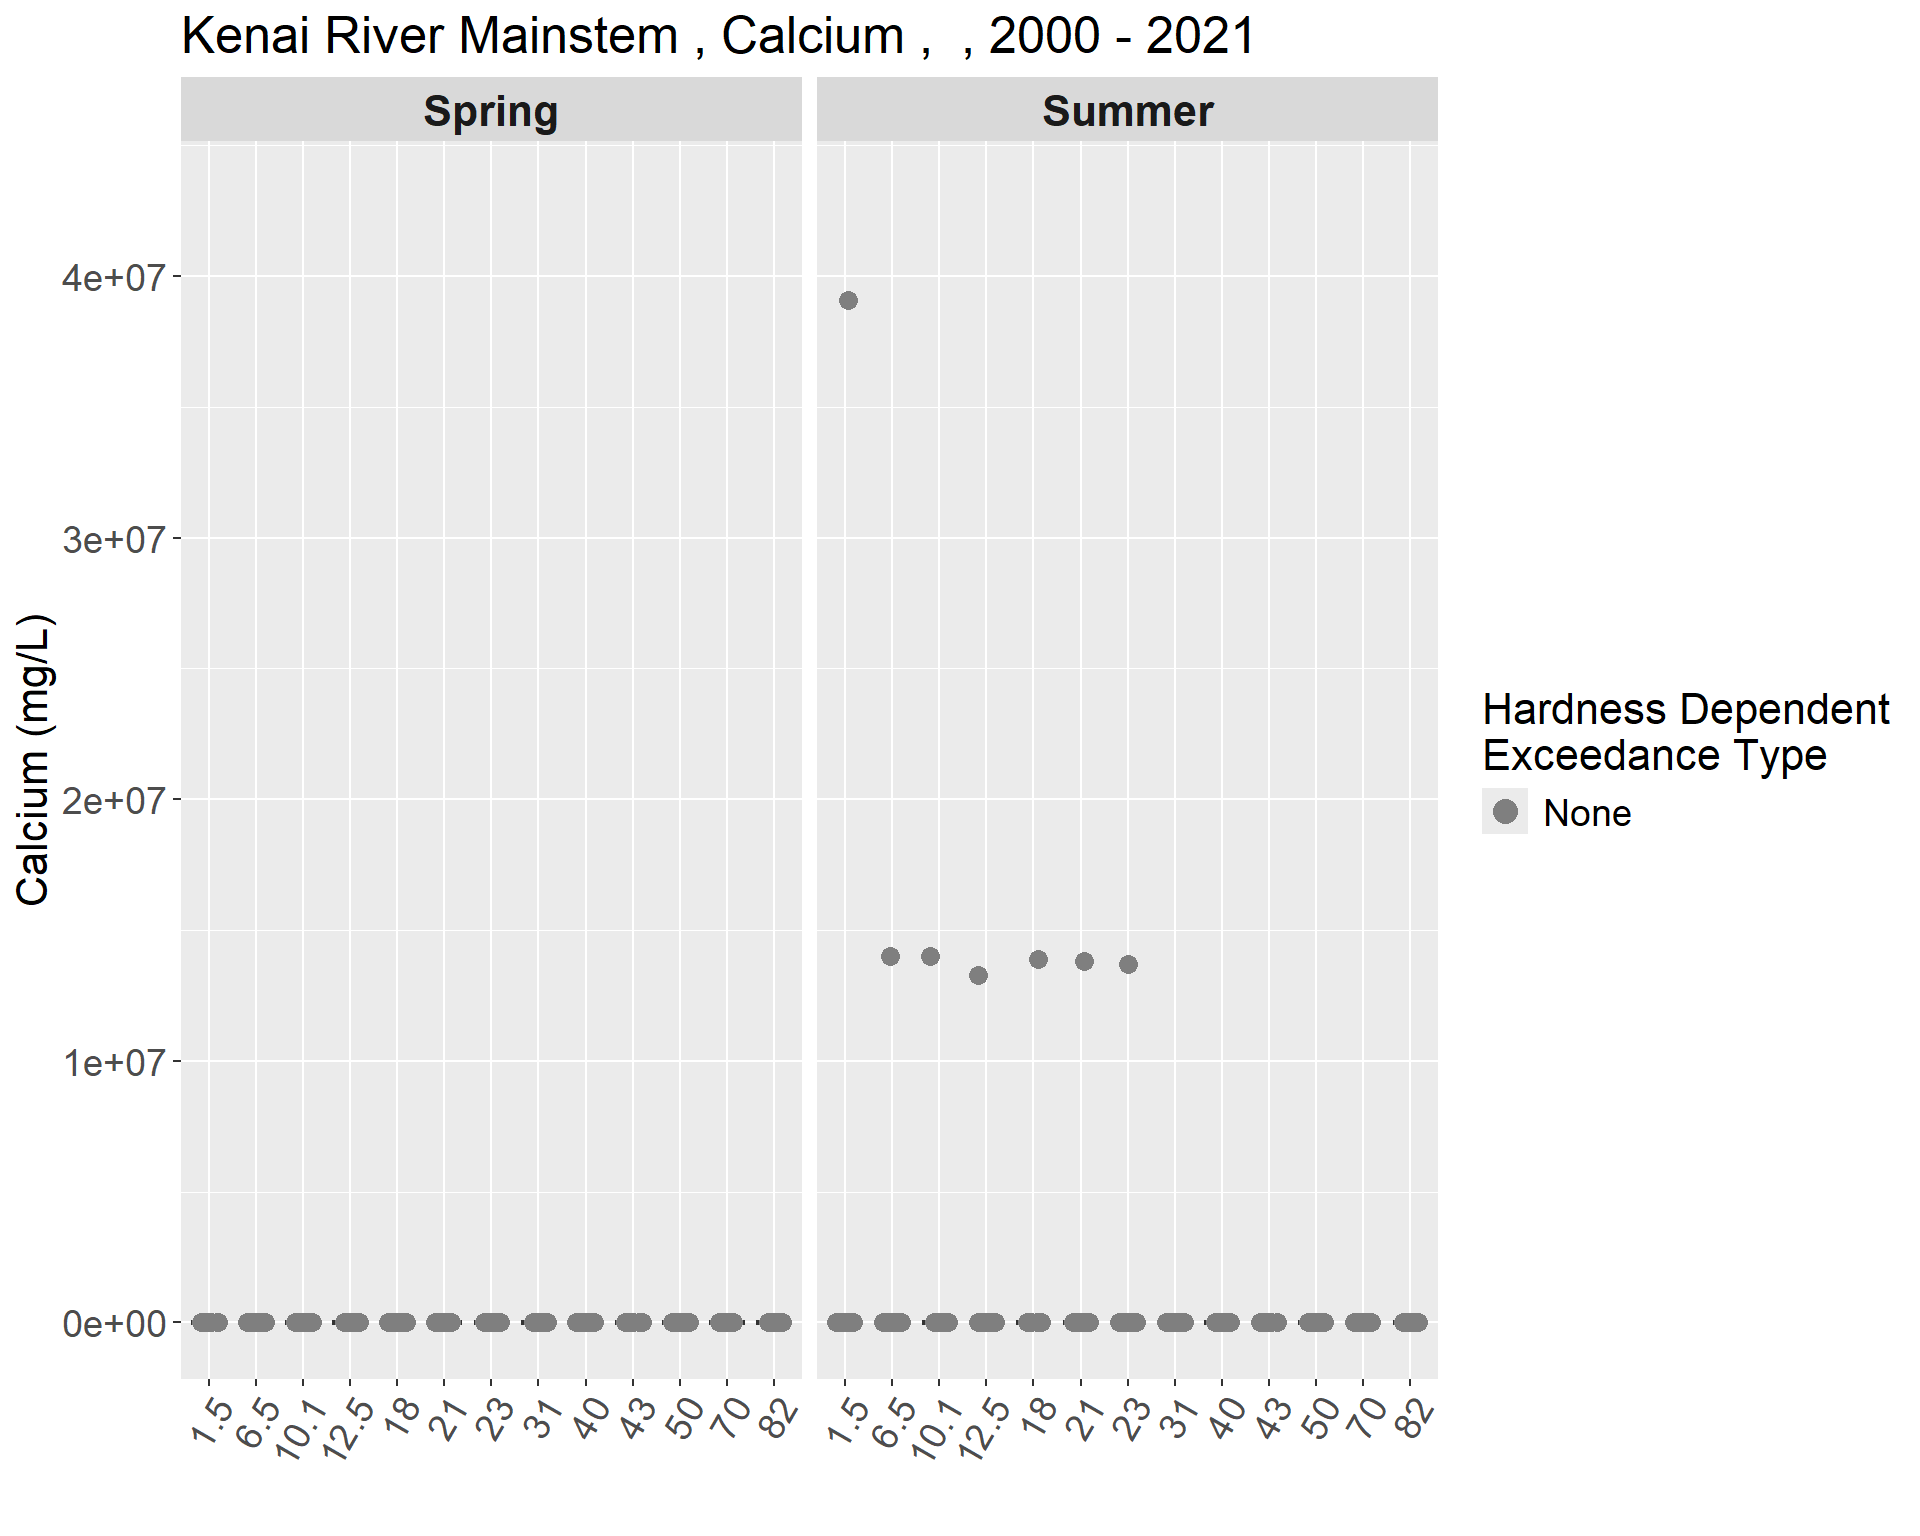 Kenai River Mainstem , Calcium ,  , 2000 - 2021
Spring
Summer
Calcium (mg/L)
4e+07
3e+07
2e+07
1e+07
0e+00
1.5 6.5 10.1 12.5 18 21 23 31 40 43 50 70 82
1.5 6.5 10.1 12.5 18 21 23 31 40 43 50 70 82
Hardness Dependent
Exceedance Type
None